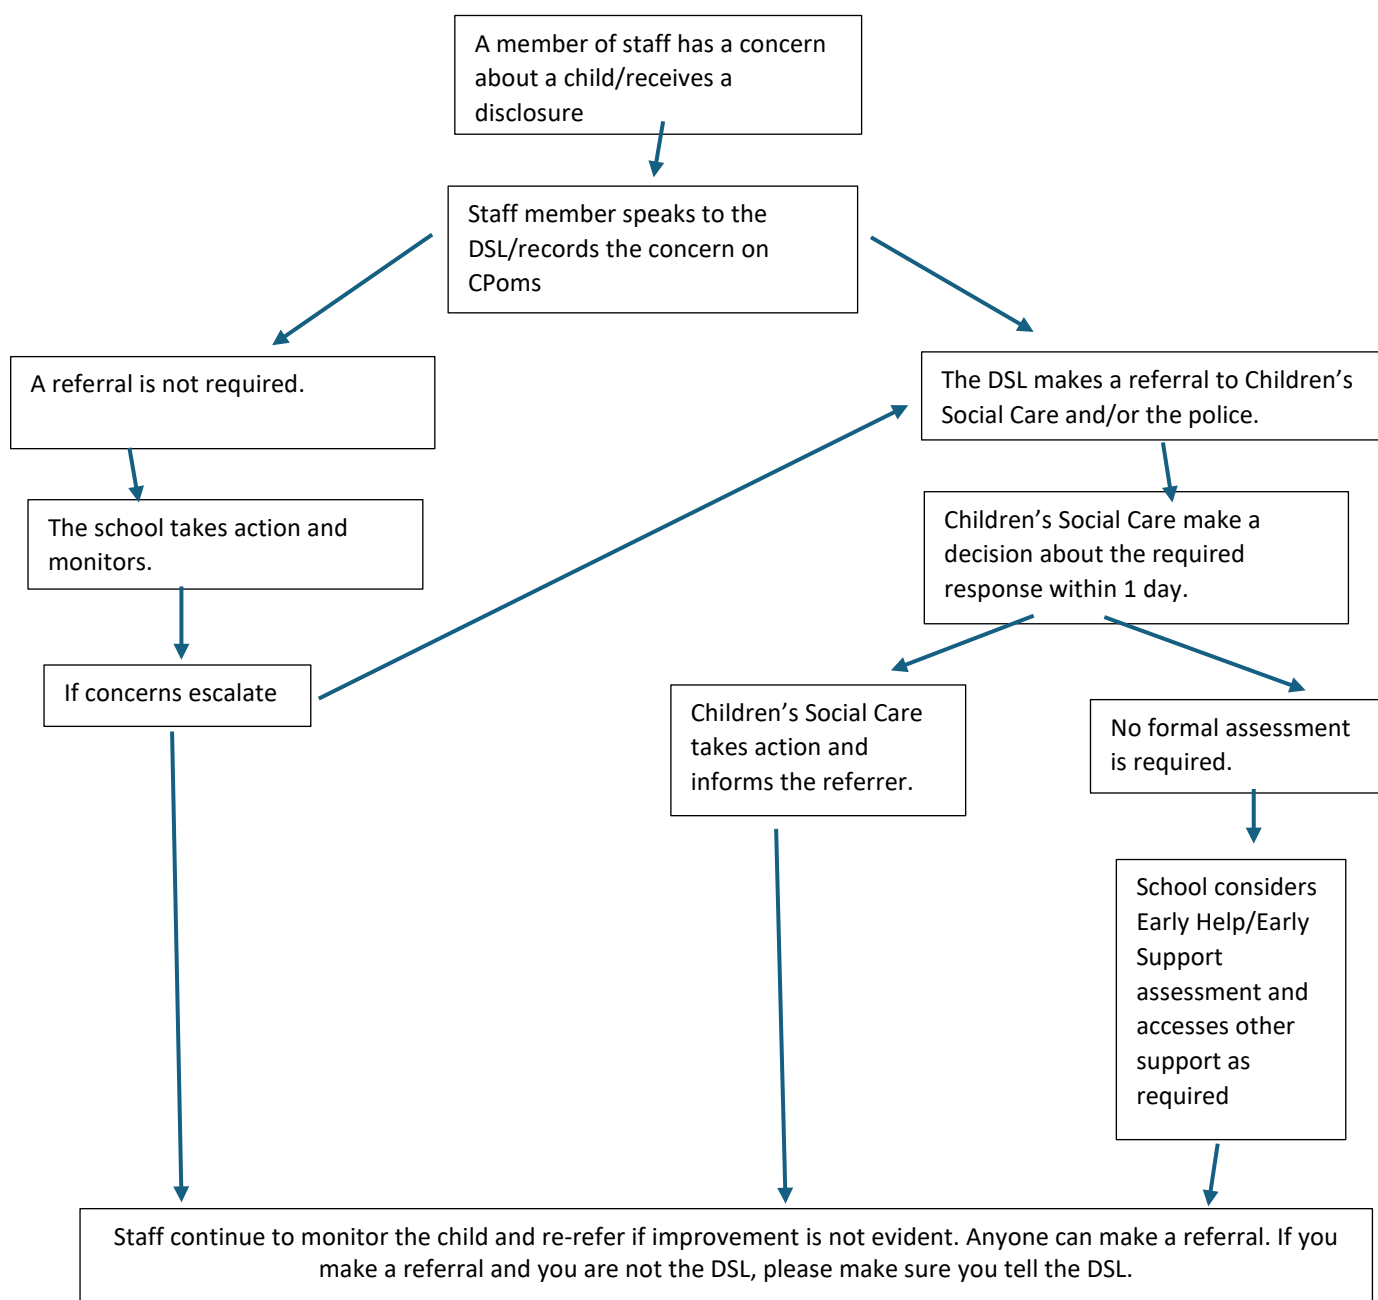 A member of staff has a concern
about a child/receives a
disclosure
Staff member speaks to the
DSL/records the concern on
CPoms
A referral is not required.
The DSL makes a referral to Children’s
Social Care and/or the police.
The school takes action and
monitors.
Children’s Social Care make a
decision about the required
response within 1 day.
If concerns escalate
Children’s Social Care
takes action and
informs the referrer.
No formal assessment
is required.
School considers
Early Help/Early
Support
assessment and
accesses other
support as
required
Staff continue to monitor the child and re-refer if improvement is not evident. Anyone can make a referral. If you
make a referral and you are not the DSL, please make sure you tell the DSL.